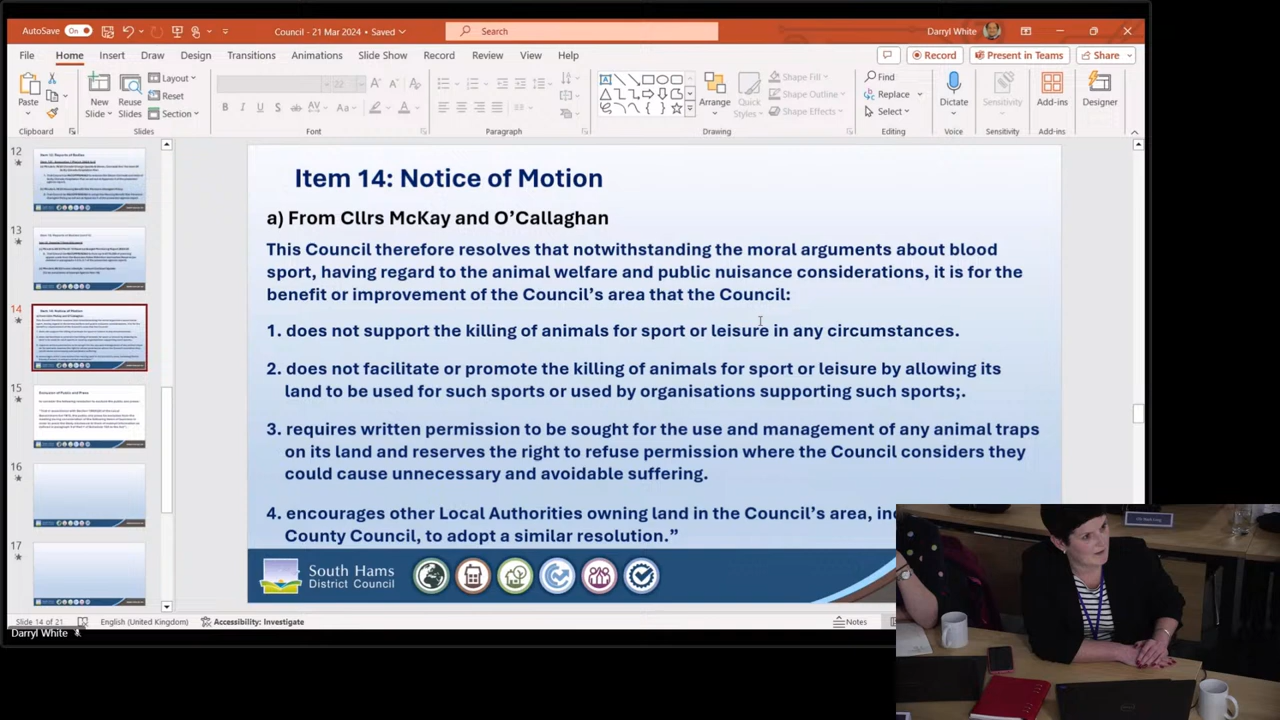 AutoSave
On
Council - 21 Mar 2024 • Saved
Search
Darryl White
File
Home
Insert
Draw
Design
Transitions
Animations
Slide Show
Record
Review
View
Help
Record
Present in Teams
Share
Paste
New
Slide
Reuse
Slides
Layout
Reset
Section
Arrange
Quick
Styles
Shape Fill
Shape Outline
Shape Effects
Find
Replace
Select
Dictate
Sensitivity
Add-ins
Designer
Clipboard
Slides
Font
Paragraph
Drawing
Editing
Voice
Sensitivity
Add-ins
12
13
14
15
16
17
Item 14: Notice of Motion
a) From Cllrs McKay and O’Callaghan
This Council therefore resolves that notwithstanding the moral arguments about blood
sport, having regard to the animal welfare and public nuisance considerations, it is for the
benefit or improvement of the Council’s area that the Council:
1. does not support the killing of animals for sport or leisure in any circumstances.
2. does not facilitate or promote the killing of animals for sport or leisure by allowing its
land to be used for such sports or used by organisations supporting such sports;.
3. requires written permission to be sought for the use and management of any animal traps
on its land and reserves the right to refuse permission where the Council considers they
could cause unnecessary and avoidable suffering.
4. encourages other Local Authorities owning land in the Council’s area,
County Council, to adopt a similar resolution.”
South Hams
District Council
Slide 14 of 21
English (United Kingdom)
Accessibility: Investigate
Notes
Darryl White